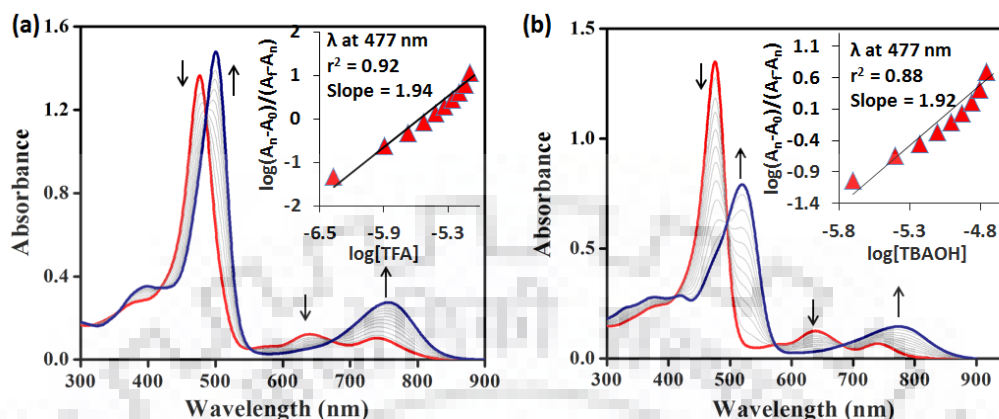 (a)
1.6
1.2
0.8
0.4
0.0
Absorbance
300 400 500 600 700 800 900
Wavelength (nm)
λ at 477 nm
r² = 0.92
Slope = 1.94
log(Aₙ-A₀)/(A_f-Aₙ)
2
1
0
-1
-2
-6.5 -5.9 -5.3
log[TFA]
(b)
1.5
1.0
0.5
0.0
Absorbance
300 400 500 600 700 800 900
Wavelength (nm)
λ at 477 nm
r² = 0.88
Slope = 1.92
log(Aₙ-A₀)/(A_f-Aₙ)
1.1
0.6
0.1
-0.4
-0.9
-1.4
-5.8 -5.3 -4.8
log[TBAOH]